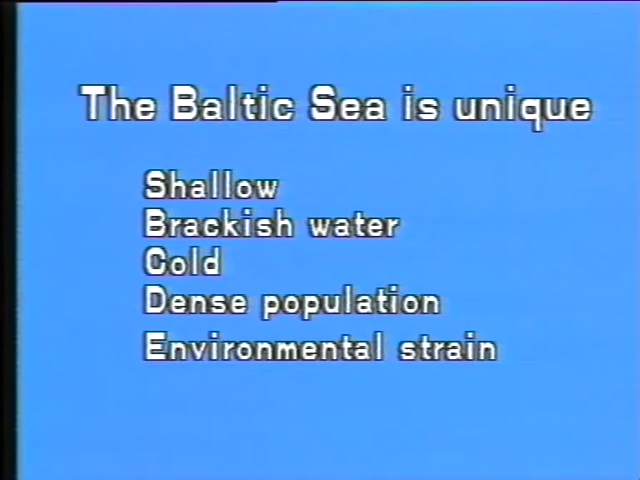 The Baltic Sea is unique
Shallow
Brackish water
Cold
Dense population
Environmental strain